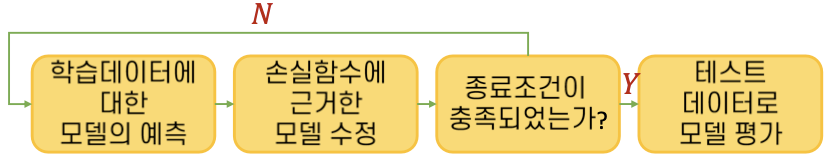 N
학습데이터에
대한
모델의 예측
손실함수에
근거한
모델 수정
종료조건이
충족되었는가?
Y
테스트
데이터로
모델 평가